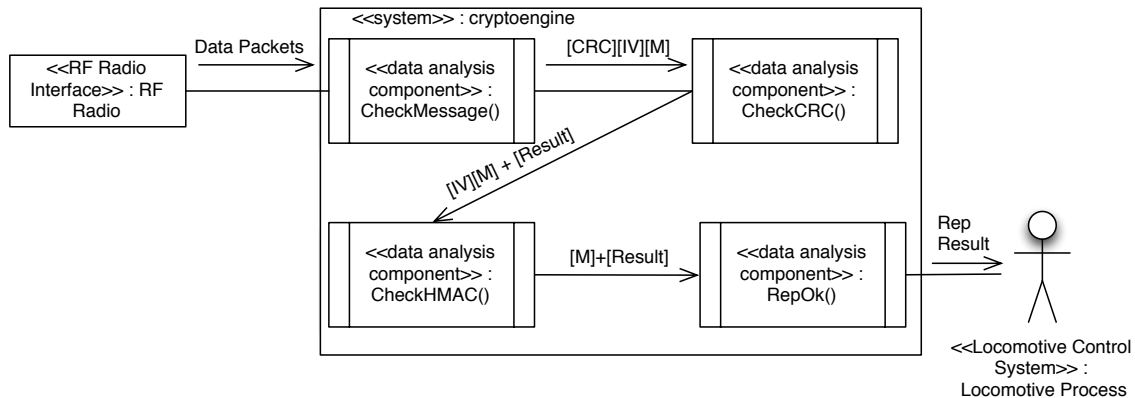 <<system>> : cryptoengine
Data Packets
<<RF Radio
Interface>> : RF
Radio
<<data analysis
component>> :
CheckMessage()
[CRC][IV][M]
<<data analysis
component>> :
CheckCRC()
[IV][M] + [Result]
<<data analysis
component>> :
CheckHMAC()
[M]+[Result]
<<data analysis
component>> :
RepOk()
Rep
Result
<<Locomotive Control
System>> :
Locomotive Process